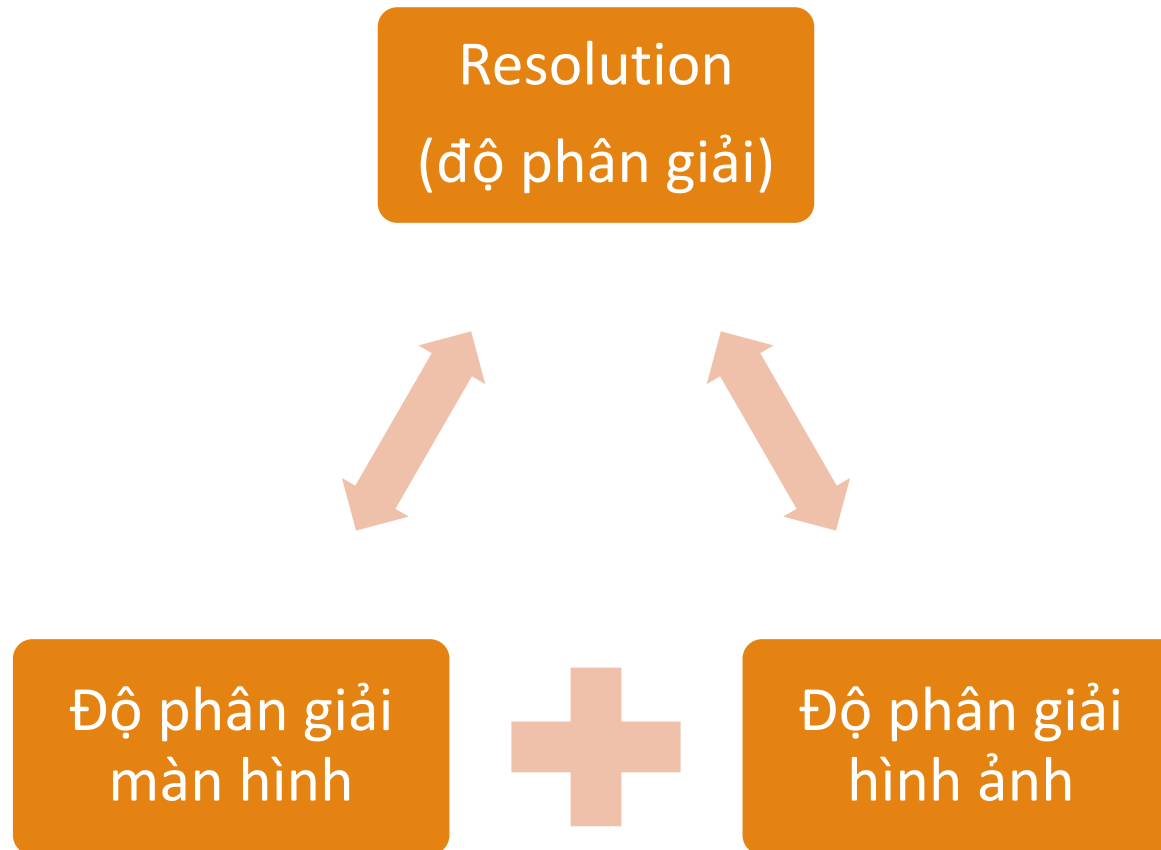 Resolution
(độ phân giải)
Độ phân giải
màn hình
Độ phân giải
hình ảnh